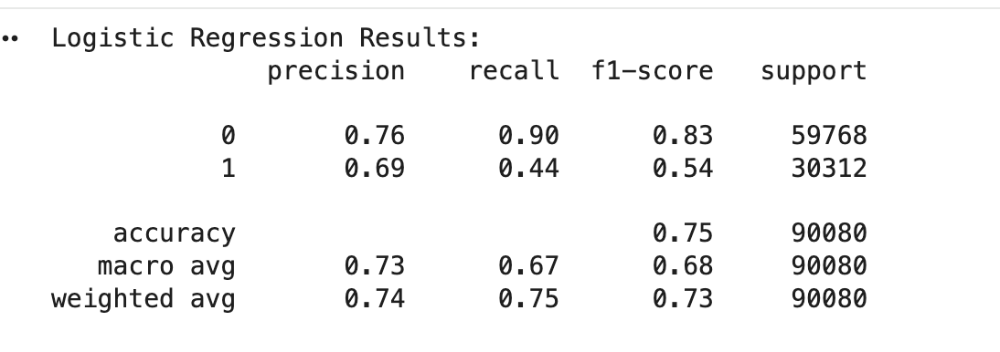 Logistic Regression Results:
precision recall f1-score support
0 0.76 0.90 0.83 59768
1 0.69 0.44 0.54 30312
accuracy 0.75 90080
macro avg 0.73 0.67 0.68 90080
weighted avg 0.74 0.75 0.73 90080